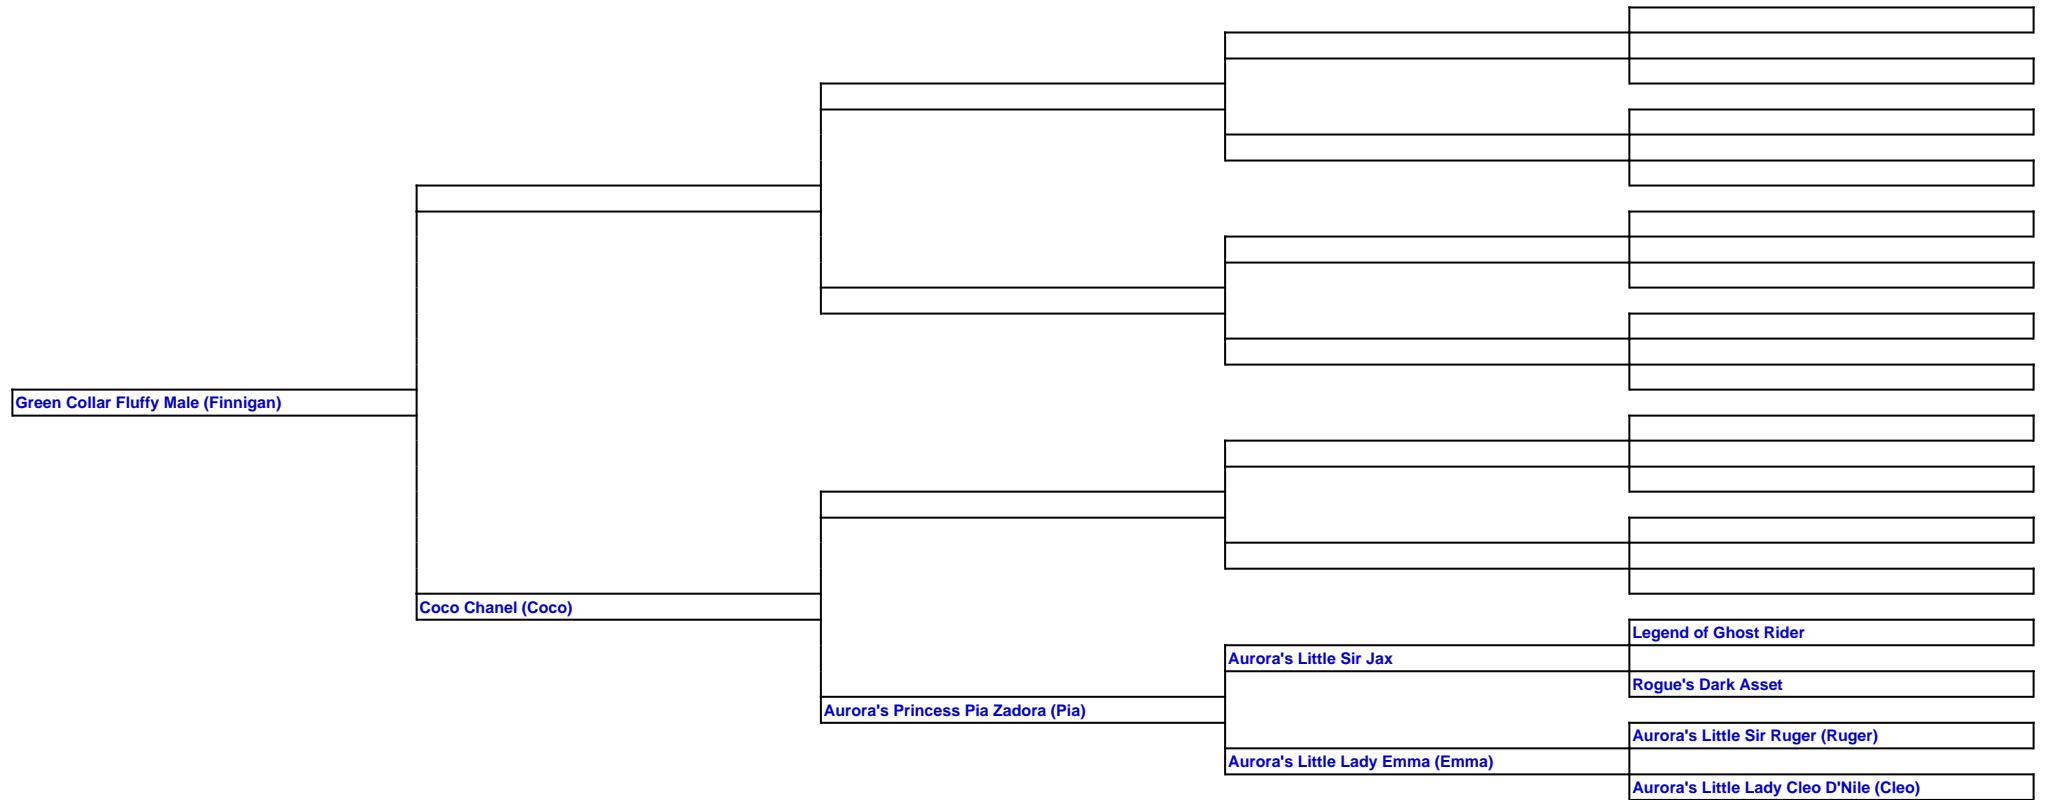 Green Collar Fluffy Male (Finnigan)
Coco Chanel (Coco)
Legend of Ghost Rider
Aurora's Little Sir Jax
Rogue's Dark Asset
Aurora's Princess Pia Zadora (Pia)
Aurora's Little Sir Ruger (Ruger)
Aurora's Little Lady Emma (Emma)
Aurora's Little Lady Cleo D'Nile (Cleo)